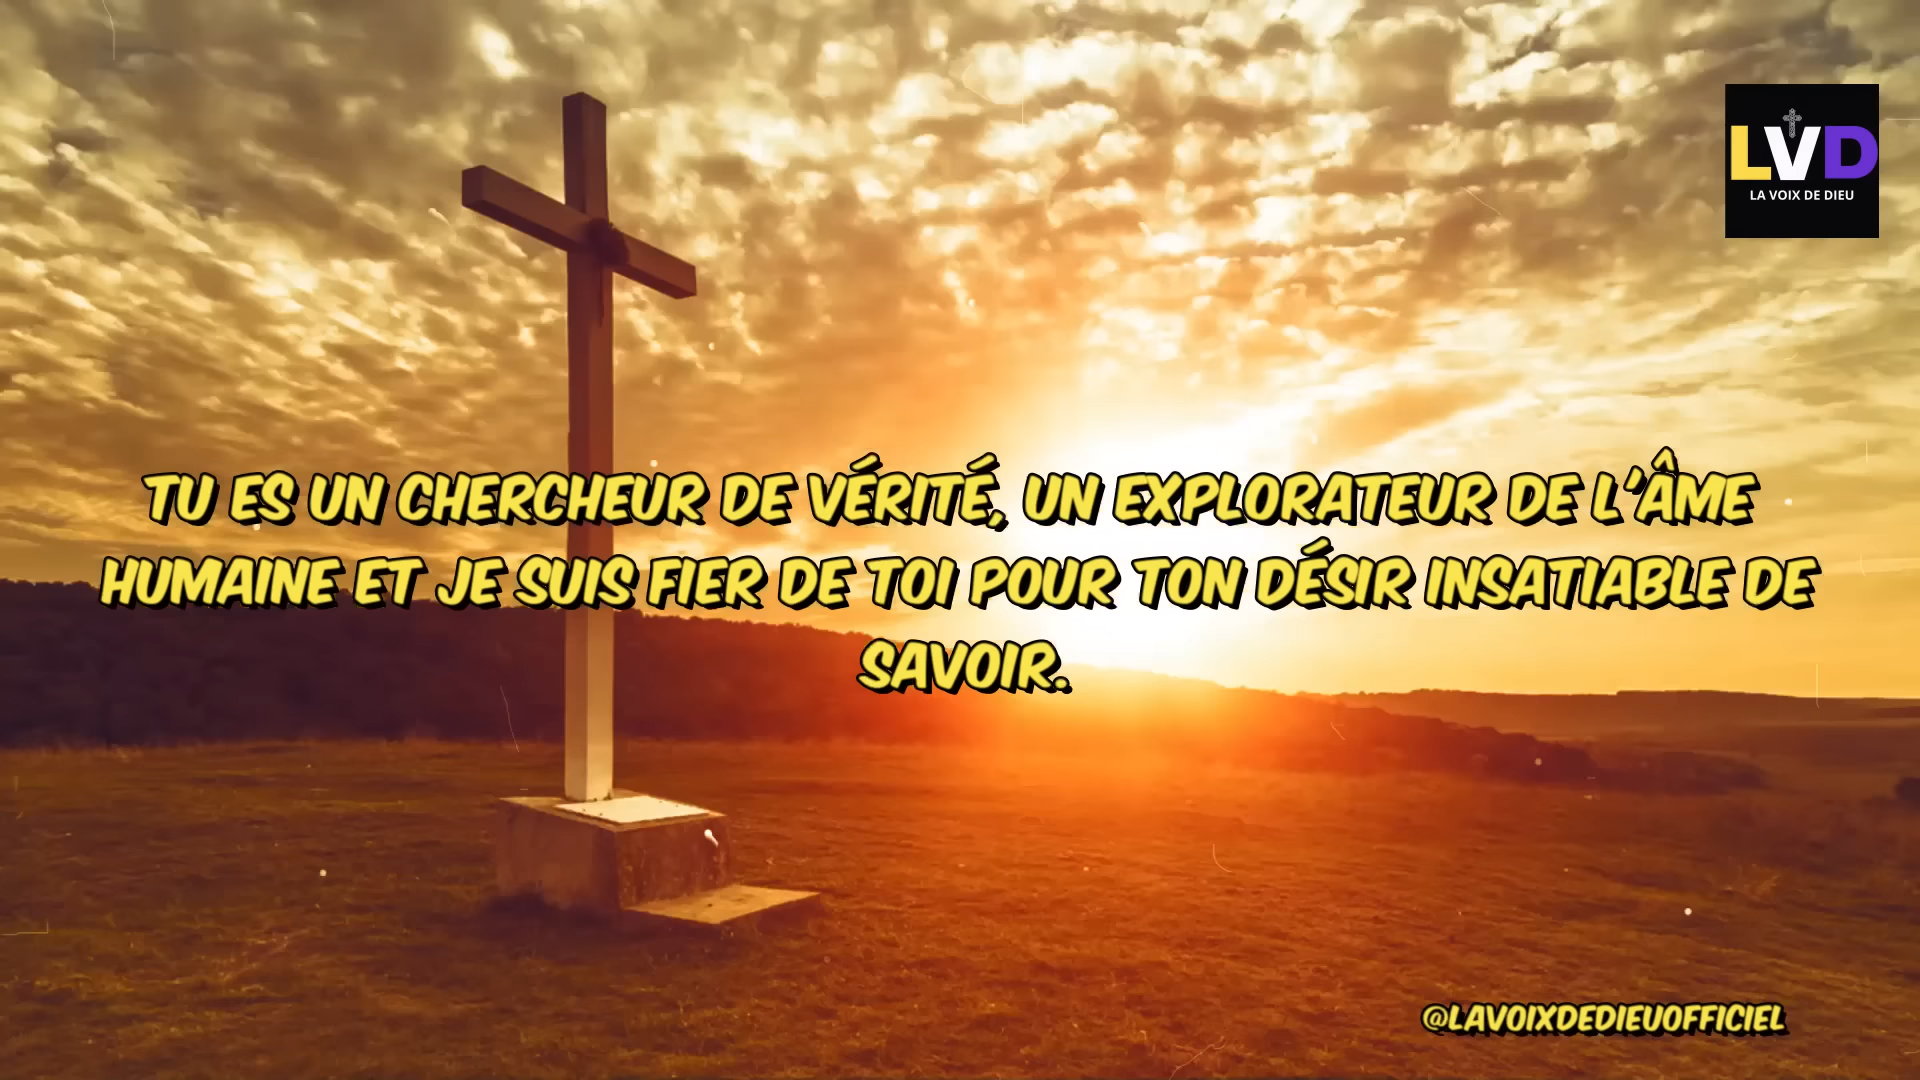 LVD
LA VOIX DE DIEU
TU ES UN CHERCHEUR DE VÉRITÉ, UN EXPLORATEUR DE L'ÂME
HUMAINE ET JE SUIS FIER DE TOI POUR TON DÉSIR INSATIABLE DE
SAVOIR.
@LAVOIXDEDIEUOFFICIEL